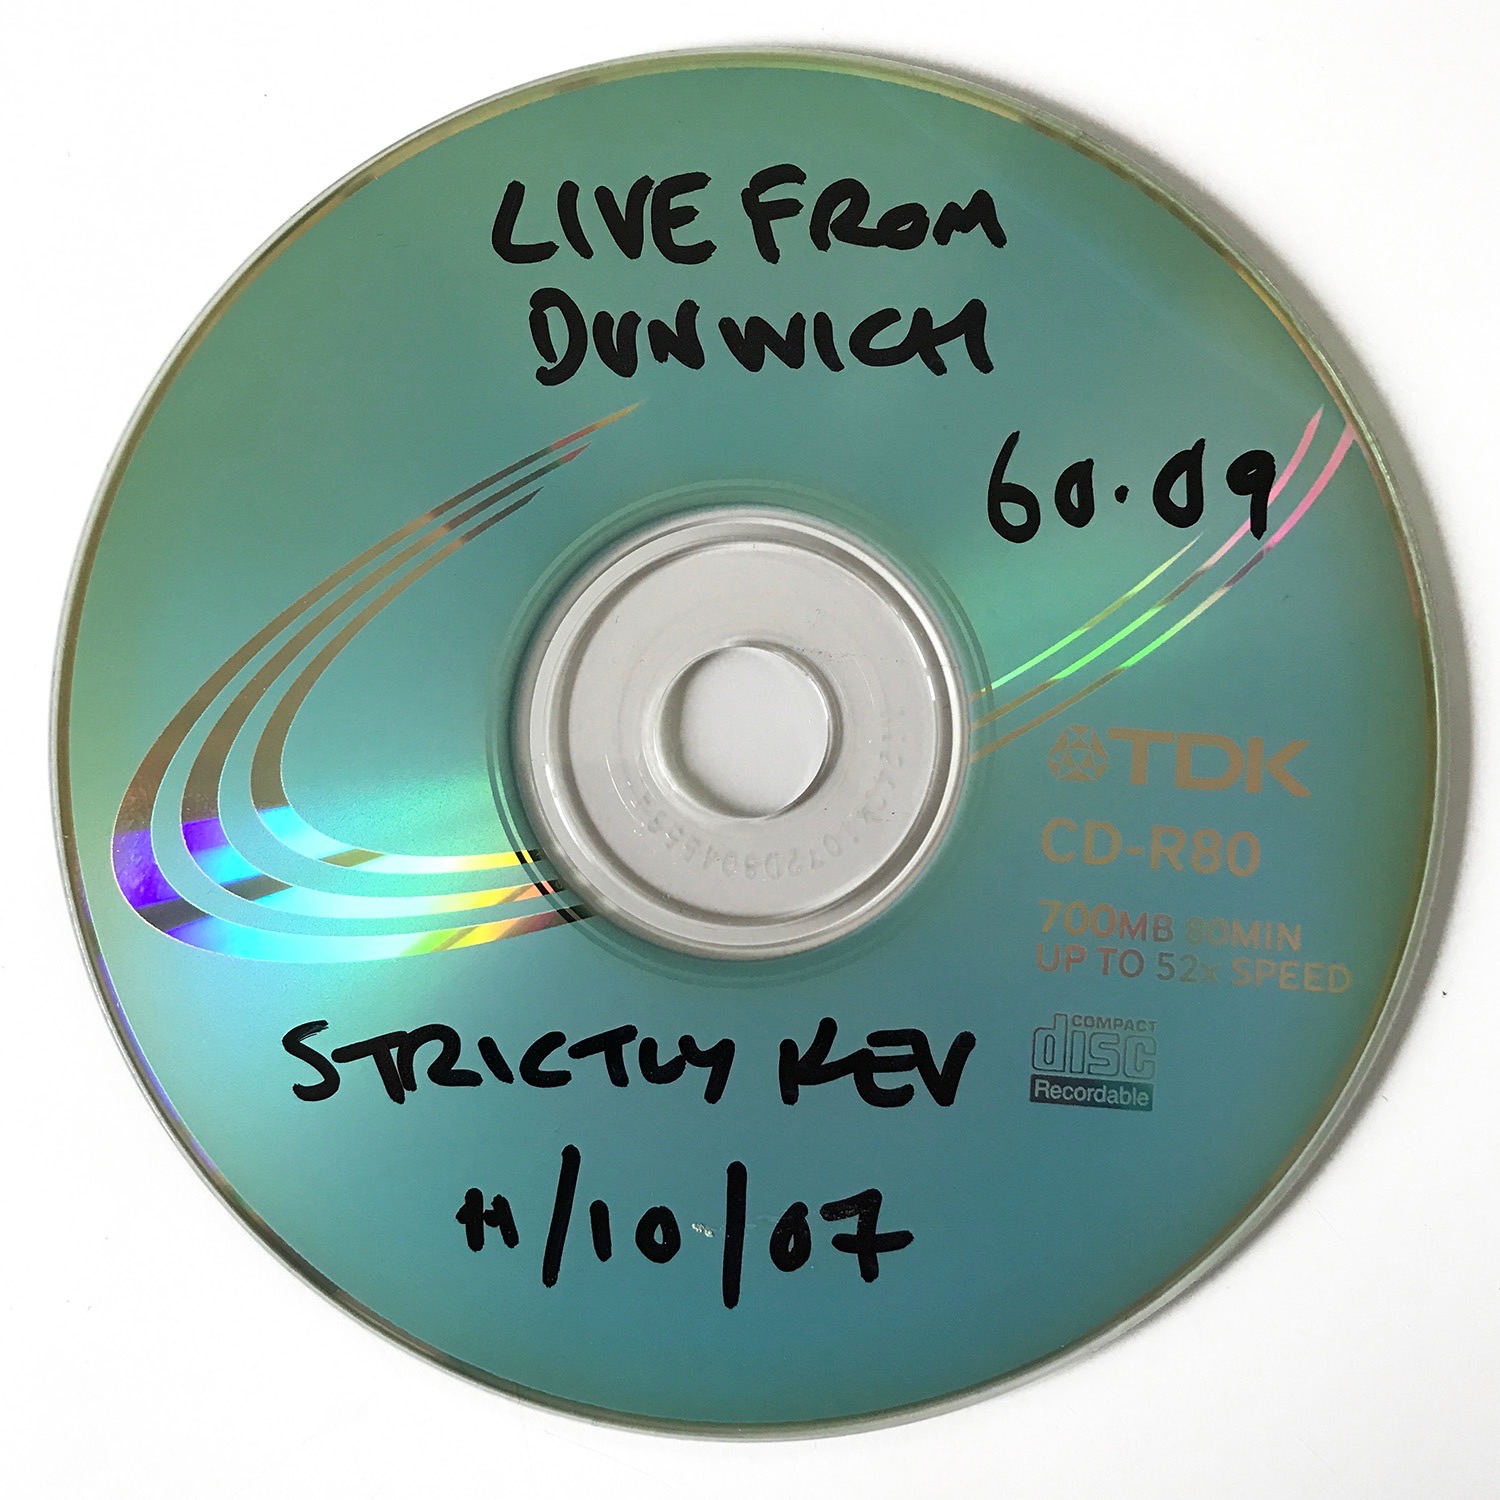 LIVE FROM
DUNWICH
60.09
TDK
CD-R80
700MB 80MIN
UP TO 52x SPEED
COMPACT
disc
Recordable
STRICTLY KEV
11/10/07